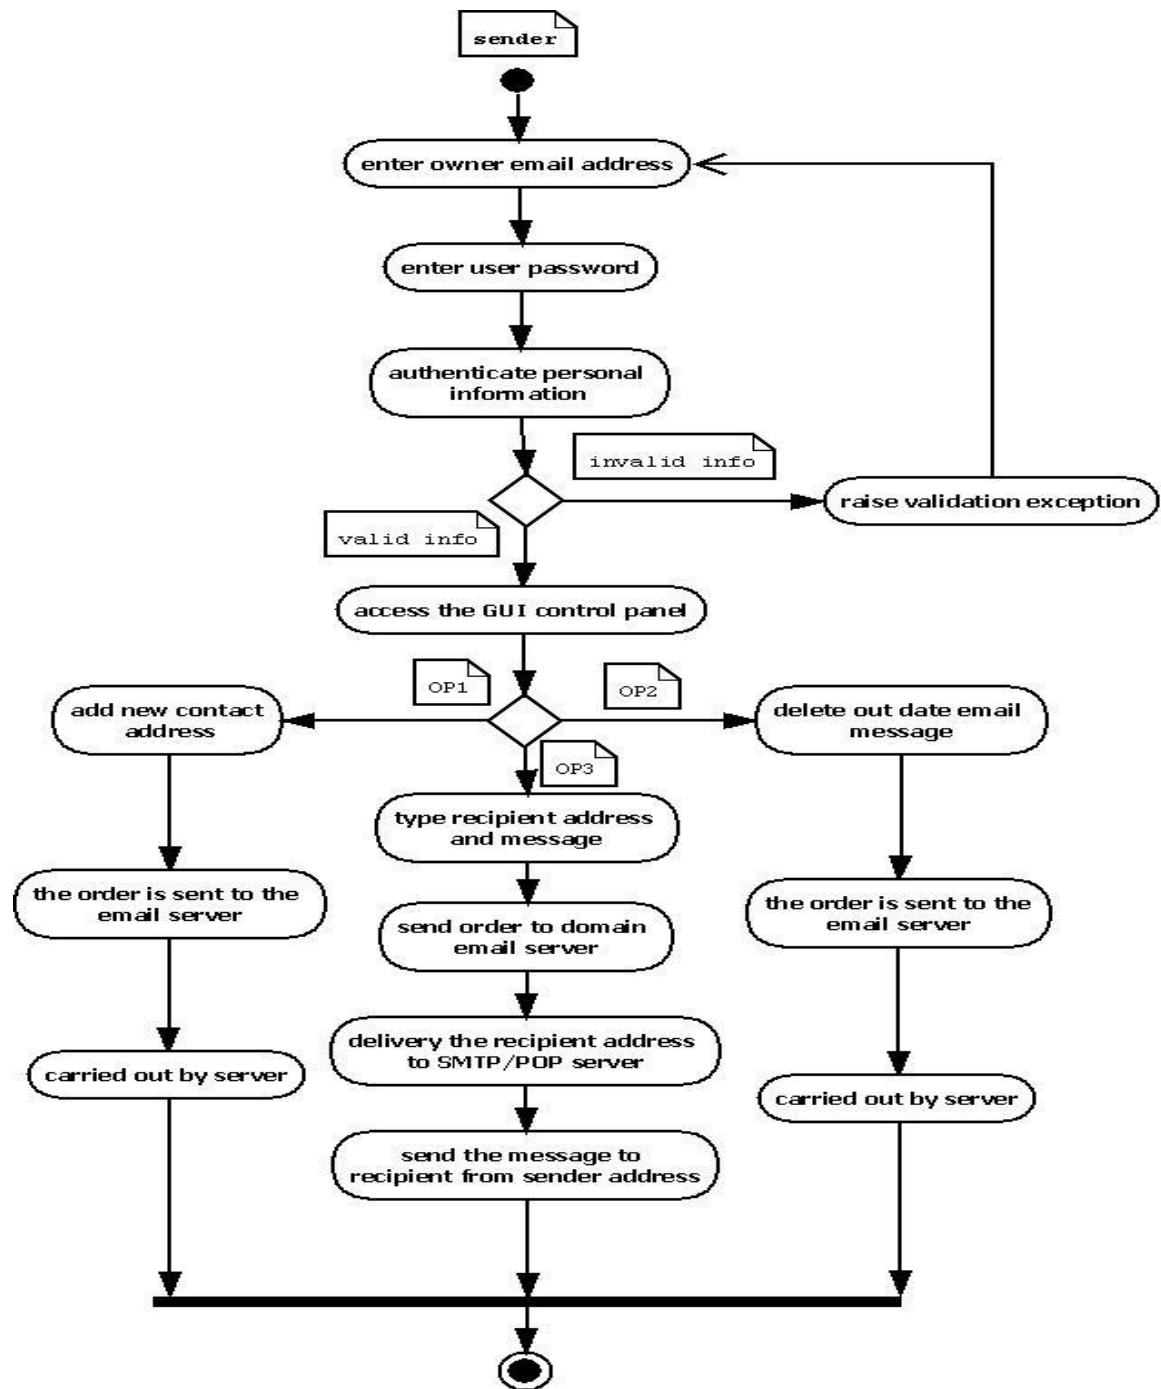 sender
enter owner email address
enter user password
authenticate personal
information
invalid info
raise validation exception
valid info
access the GUI control panel
OP1
OP2
add new contact
address
delete out date email
message
OP3
type recipient address
and message
the order is sent to the
email server
send order to domain
email server
the order is sent to the
email server
delivery the recipient address
to SMTP/POP server
carried out by server
carried out by server
send the message to
recipient from sender address